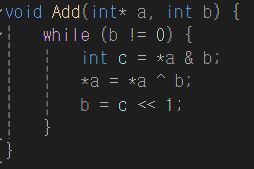 void Add(int* a, int b) {
    while (b != 0) {
        int c = *a & b;
        *a = *a ^ b;
        b = c << 1;
    }
}